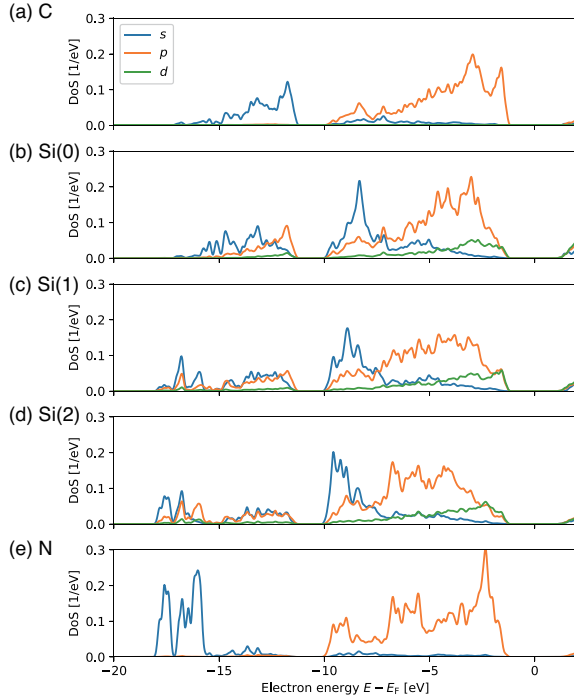 (a) C
DoS [1/eV]
0.3
0.2
0.1
0.0
s
p
d
(b) Si(0)
DoS [1/eV]
0.3
0.2
0.1
0.0
(c) Si(1)
DoS [1/eV]
0.3
0.2
0.1
0.0
(d) Si(2)
DoS [1/eV]
0.3
0.2
0.1
0.0
(e) N
DoS [1/eV]
0.3
0.2
0.1
0.0
−20 −15 −10 −5 0
Electron energy E − E_F [eV]